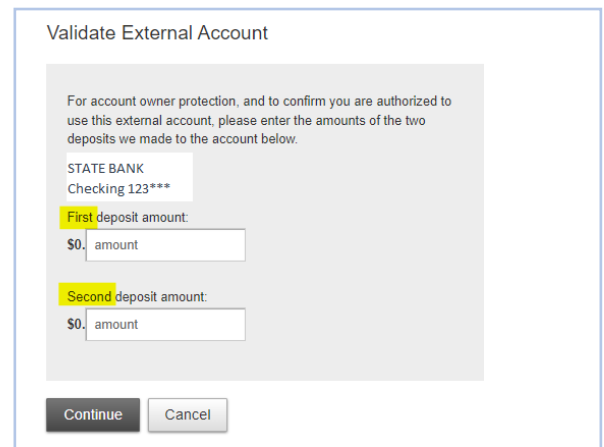 Validate External Account
For account owner protection, and to confirm you are authorized to
use this external account, please enter the amounts of the two
deposits we made to the account below.
STATE BANK
Checking 123***
First deposit amount:
$0. amount
Second deposit amount:
$0. amount
Continue Cancel